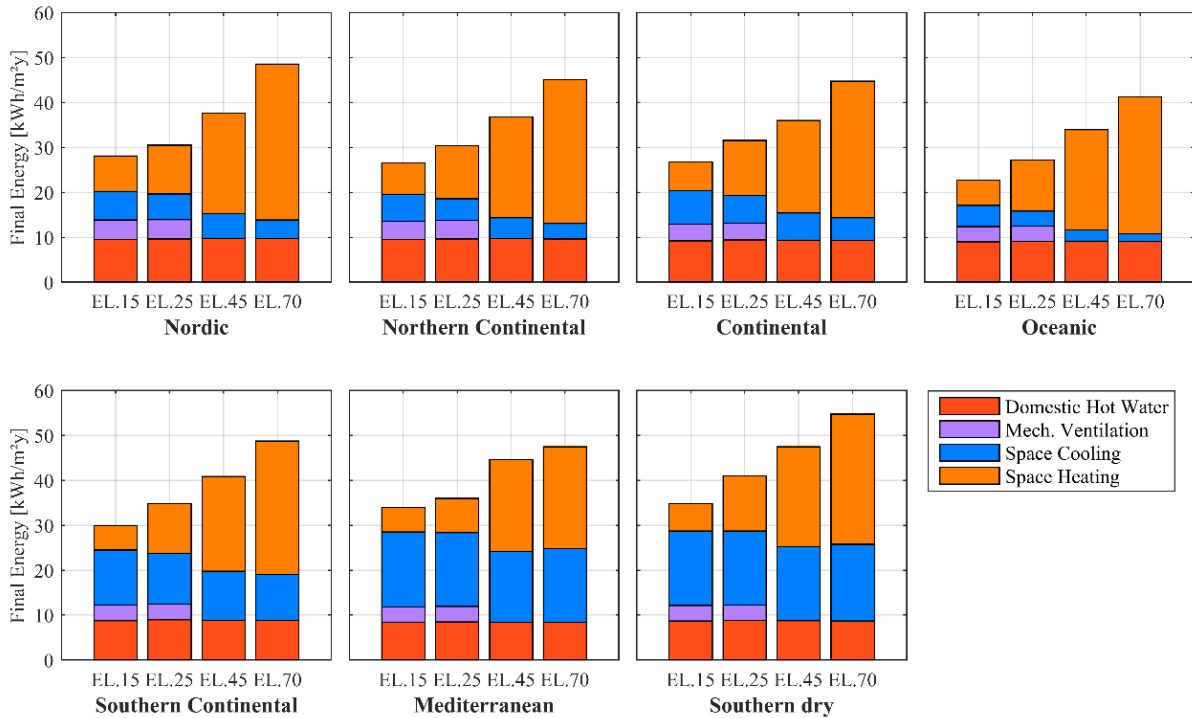 Final Energy [kWh/m²y]
60
50
40
30
20
10
0
EL.15 EL.25 EL.45 EL.70
Nordic
EL.15 EL.25 EL.45 EL.70
Northern Continental
EL.15 EL.25 EL.45 EL.70
Continental
EL.15 EL.25 EL.45 EL.70
Oceanic
Final Energy [kWh/m²y]
60
50
40
30
20
10
0
EL.15 EL.25 EL.45 EL.70
Southern Continental
EL.15 EL.25 EL.45 EL.70
Mediterranean
EL.15 EL.25 EL.45 EL.70
Southern dry
Domestic Hot Water
Mech. Ventilation
Space Cooling
Space Heating